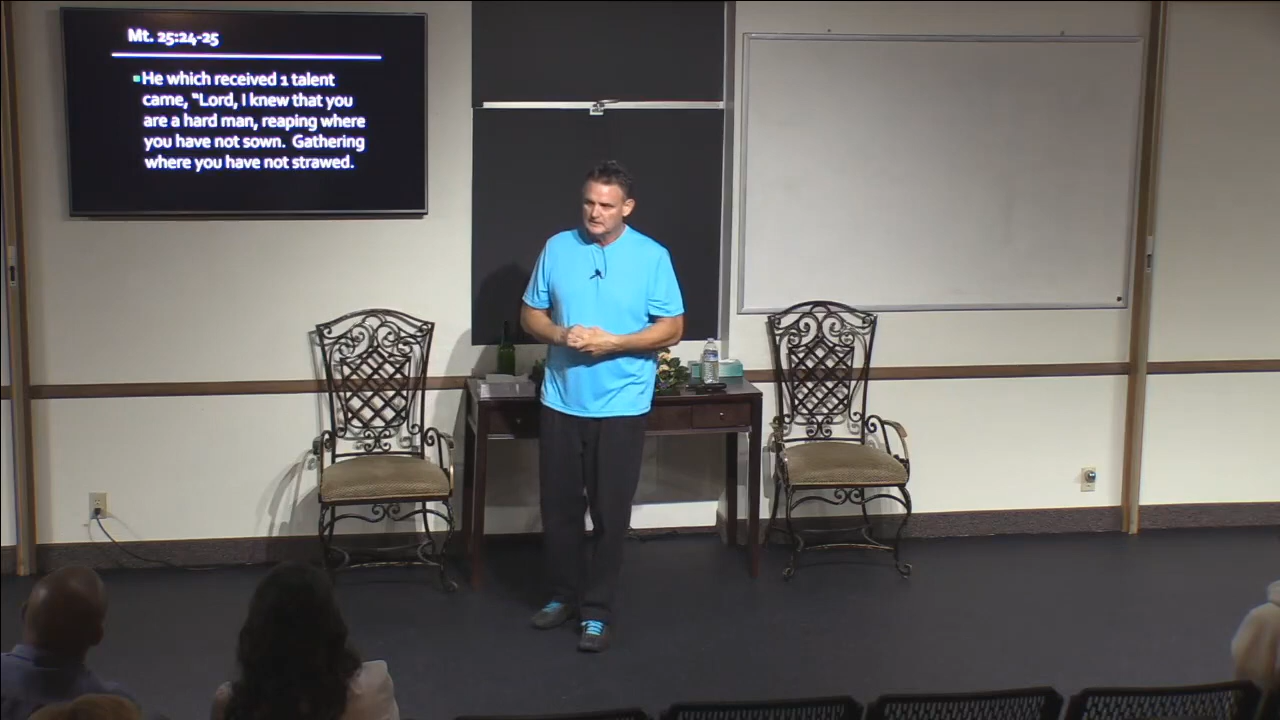 Mt. 25:24-25
He which received 1 talent
came, “Lord, I knew that you
are a hard man, reaping where
you have not sown.  Gathering
where you have not strawed.